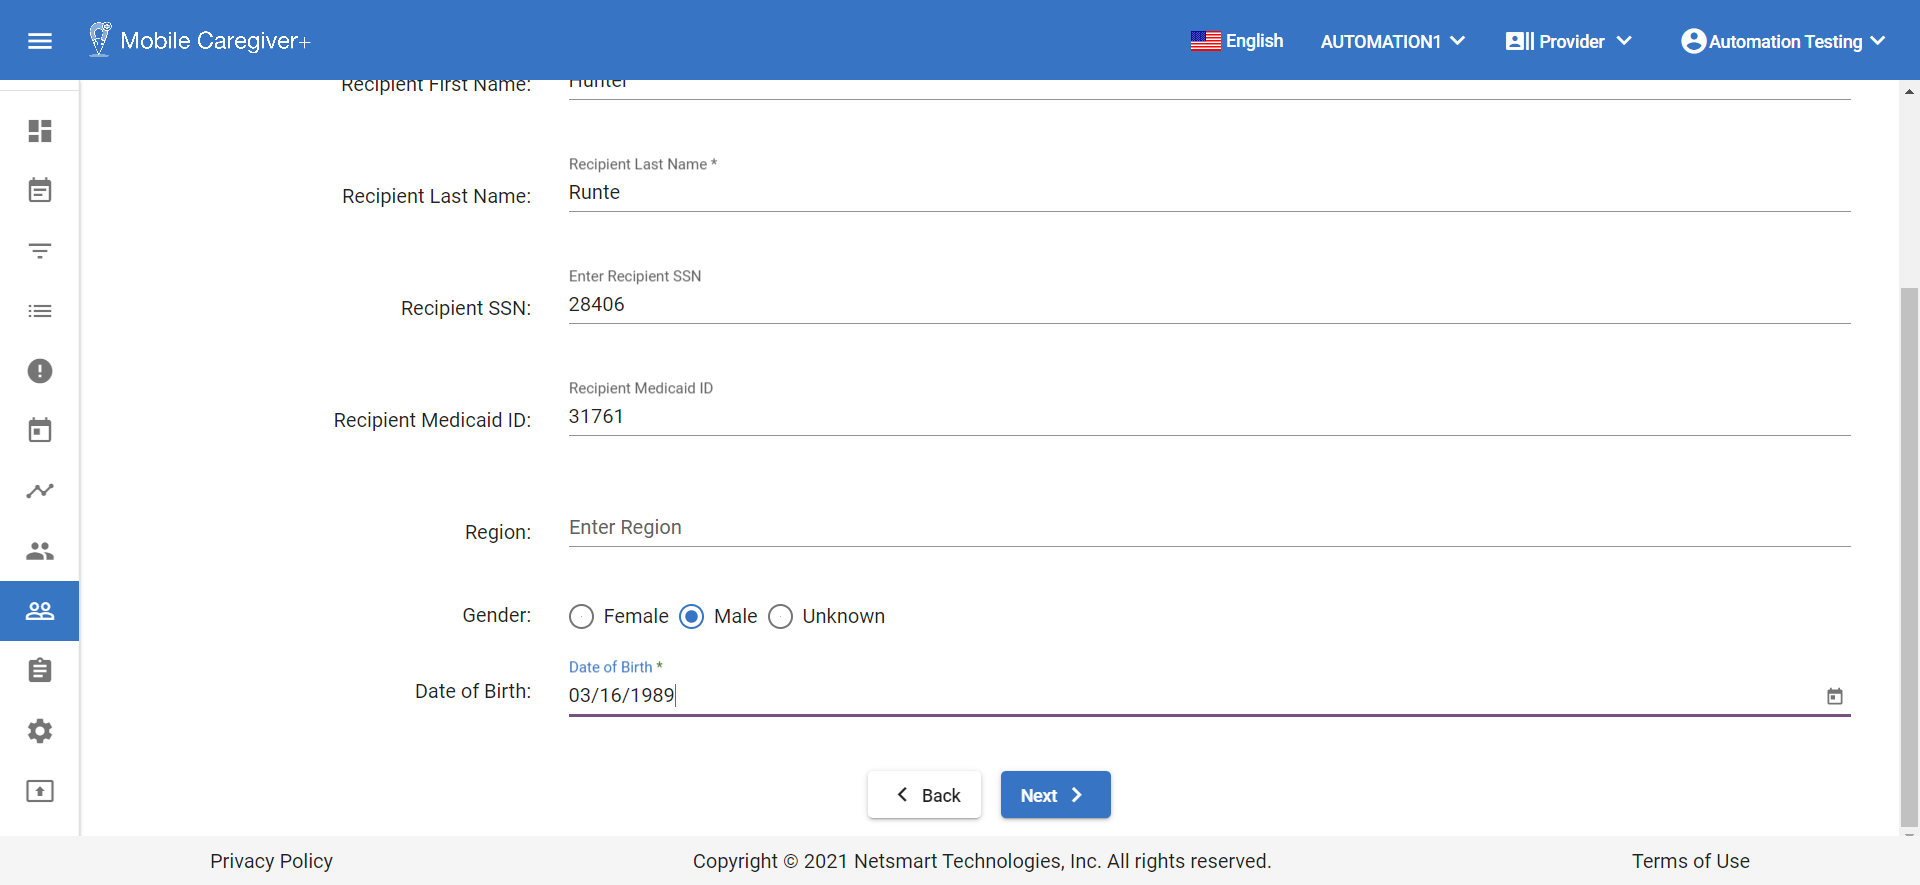 Mobile Caregiver+
English
AUTOMATION1
Provider
Automation Testing
Recipient First Name:
Hunter
Recipient Last Name:
Recipient Last Name *
Runte
Recipient SSN:
Enter Recipient SSN
28406
Recipient Medicaid ID:
Recipient Medicaid ID
31761
Region:
Enter Region
Gender:
Female
Male
Unknown
Date of Birth:
Date of Birth *
03/16/1989
Back
Next
Privacy Policy
Copyright © 2021 Netsmart Technologies, Inc. All rights reserved.
Terms of Use